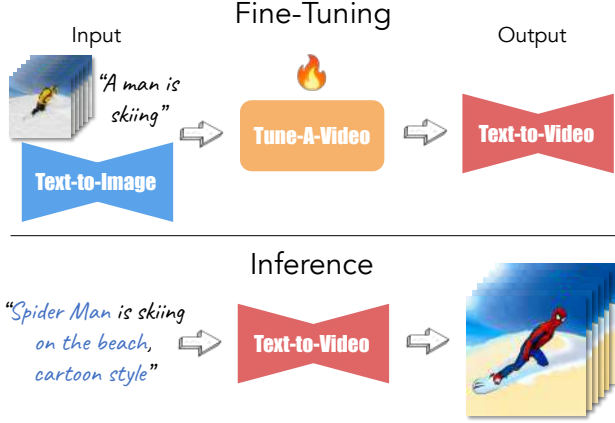 Fine-Tuning
Input
Output
“A man is
skiing”
Tune-A-Video
Text-to-Video
Text-to-Image
Inference
“Spider Man is skiing
on the beach,
cartoon style”
Text-to-Video